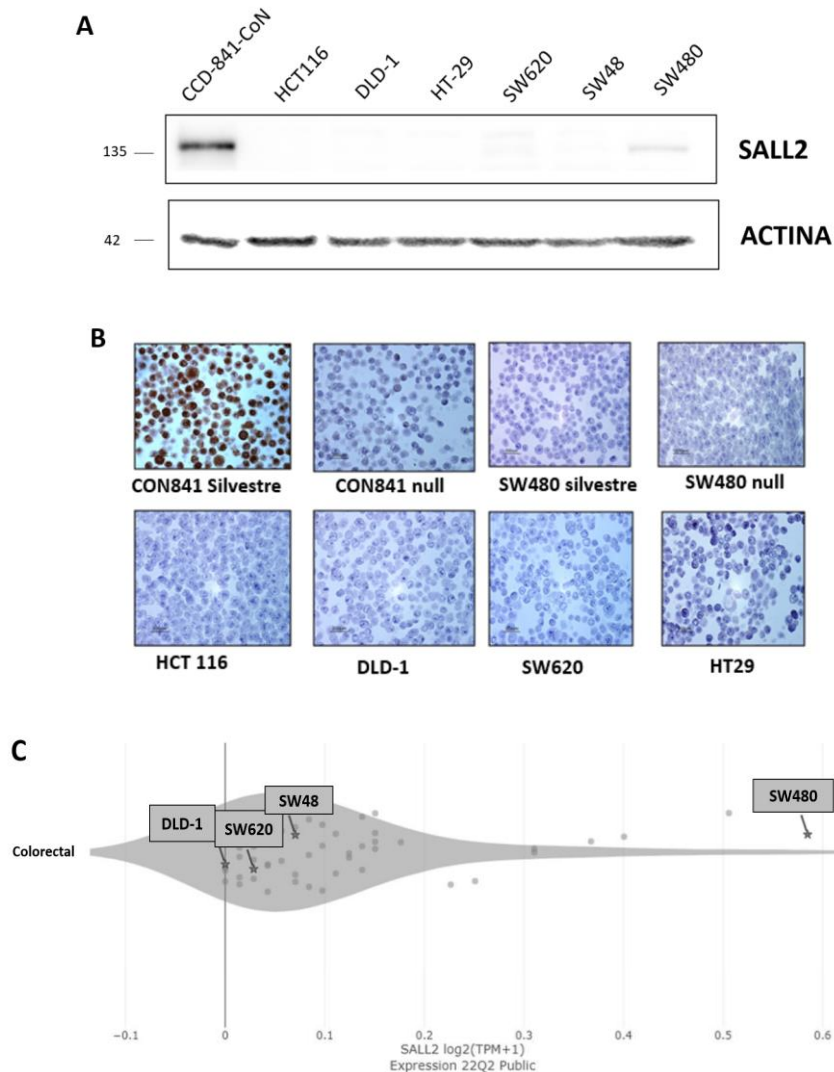 A
CCD-841-CoN HCT116 DLD-1 HT-29 SW620 SW48 SW480
135 SALL2
42 ACTINA
B
CON841 Silvestre CON841 null SW480 silvestre SW480 null
HCT 116 DLD-1 SW620 HT29
C
SW48 SW480
DLD-1
SW620
Colorectal
−0.1 0 0.1 0.2 0.3 0.4 0.5 0.6
SALL2 log2(TPM+1)
Expression 22Q2 Public